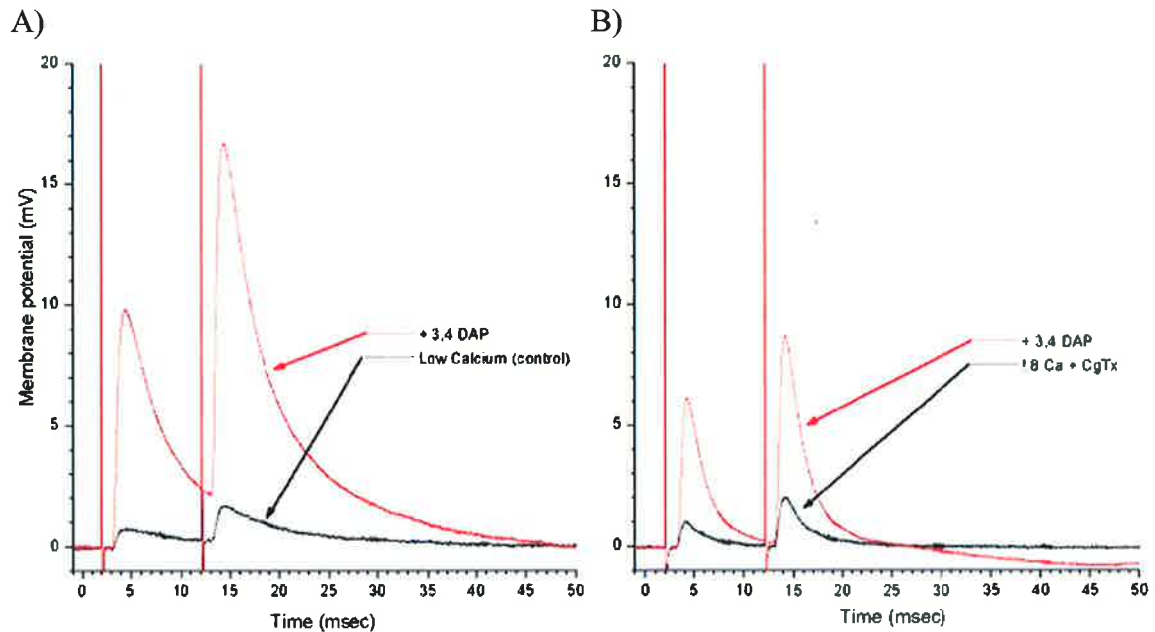 A)
B)
20
15
10
5
0
Membrane potential (mV)
+ 3,4 DAP
Low Calcium (control)
0 5 10 15 20 25 30 35 40 45 50
Time (msec)
20
15
10
5
0
+ 3,4 DAP
8 Ca + CgTx
0 5 10 15 20 25 30 35 40 45 50
Time (msec)